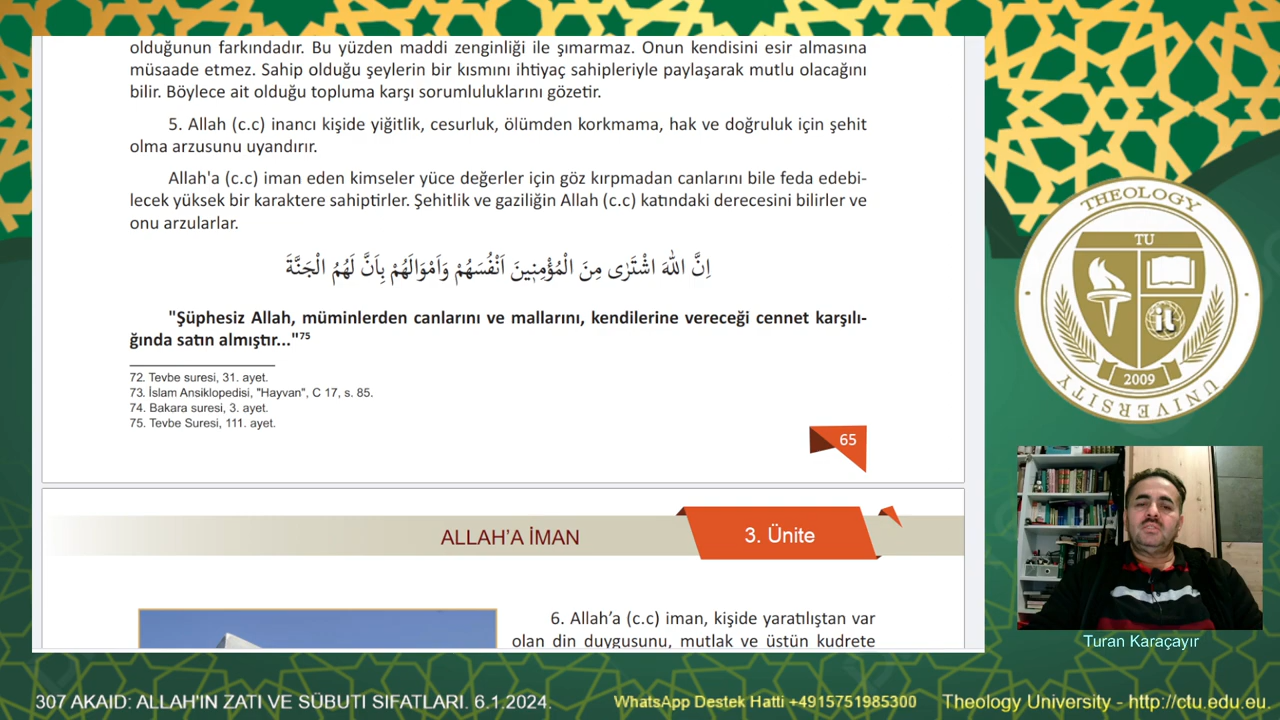 olduğunun farkındadır. Bu yüzden maddi zenginliği ile şımarmaz. Onun kendisini esir almasına
müsaade etmez. Sahip olduğu şeylerin bir kısmını ihtiyaç sahipleriyle paylaşarak mutlu olacağını
bilir. Böylece ait olduğu topluma karşı sorumluluklarını gözetir.
5. Allah (c.c) inancı kişide yiğitlik, cesurluk, ölümden korkmama, hak ve doğruluk için şehit
olma arzusunu uyandırır.
Allah'a (c.c) iman eden kimseler yüce değerler için göz kırpmadan canlarını bile feda edebi-
lecek yüksek bir karaktere sahiptirler. Şehitlik ve gaziliğin Allah (c.c) katındaki derecesini bilirler ve
onu arzularlar.
اِنَّ اللّٰهَ اشْتَرٰى مِنَ الْمُؤْمِن۪ينَ اَنْفُسَهُمْ وَاَمْوَالَهُمْ بِاَنَّ لَهُمُ الْجَنَّةَ
"Şüphesiz Allah, müminlerden canlarını ve mallarını, kendilerine vereceği cennet karşılı-
ğında satın almıştır..."75
72. Tevbe suresi, 31. ayet.
73. İslam Ansiklopedisi, "Hayvan", C 17, s. 85.
74. Bakara suresi, 3. ayet.
75. Tevbe Suresi, 111. ayet.
65
ALLAH’A İMAN
3. Ünite
6. Allah’a (c.c) iman, kişide yaratılıştan var
olan din duygusunu, mutlak ve üstün kudrete
THEOLOGY
TU
it
2009
UNIVERSITY
Turan Karaçayır
307 AKAID: ALLAH'IN ZATI VE SÜBUTI SIFATLARI. 6.1.2024.
WhatsApp Destek Hatti +4915751985300
Theology University - http://ctu.edu.eu.